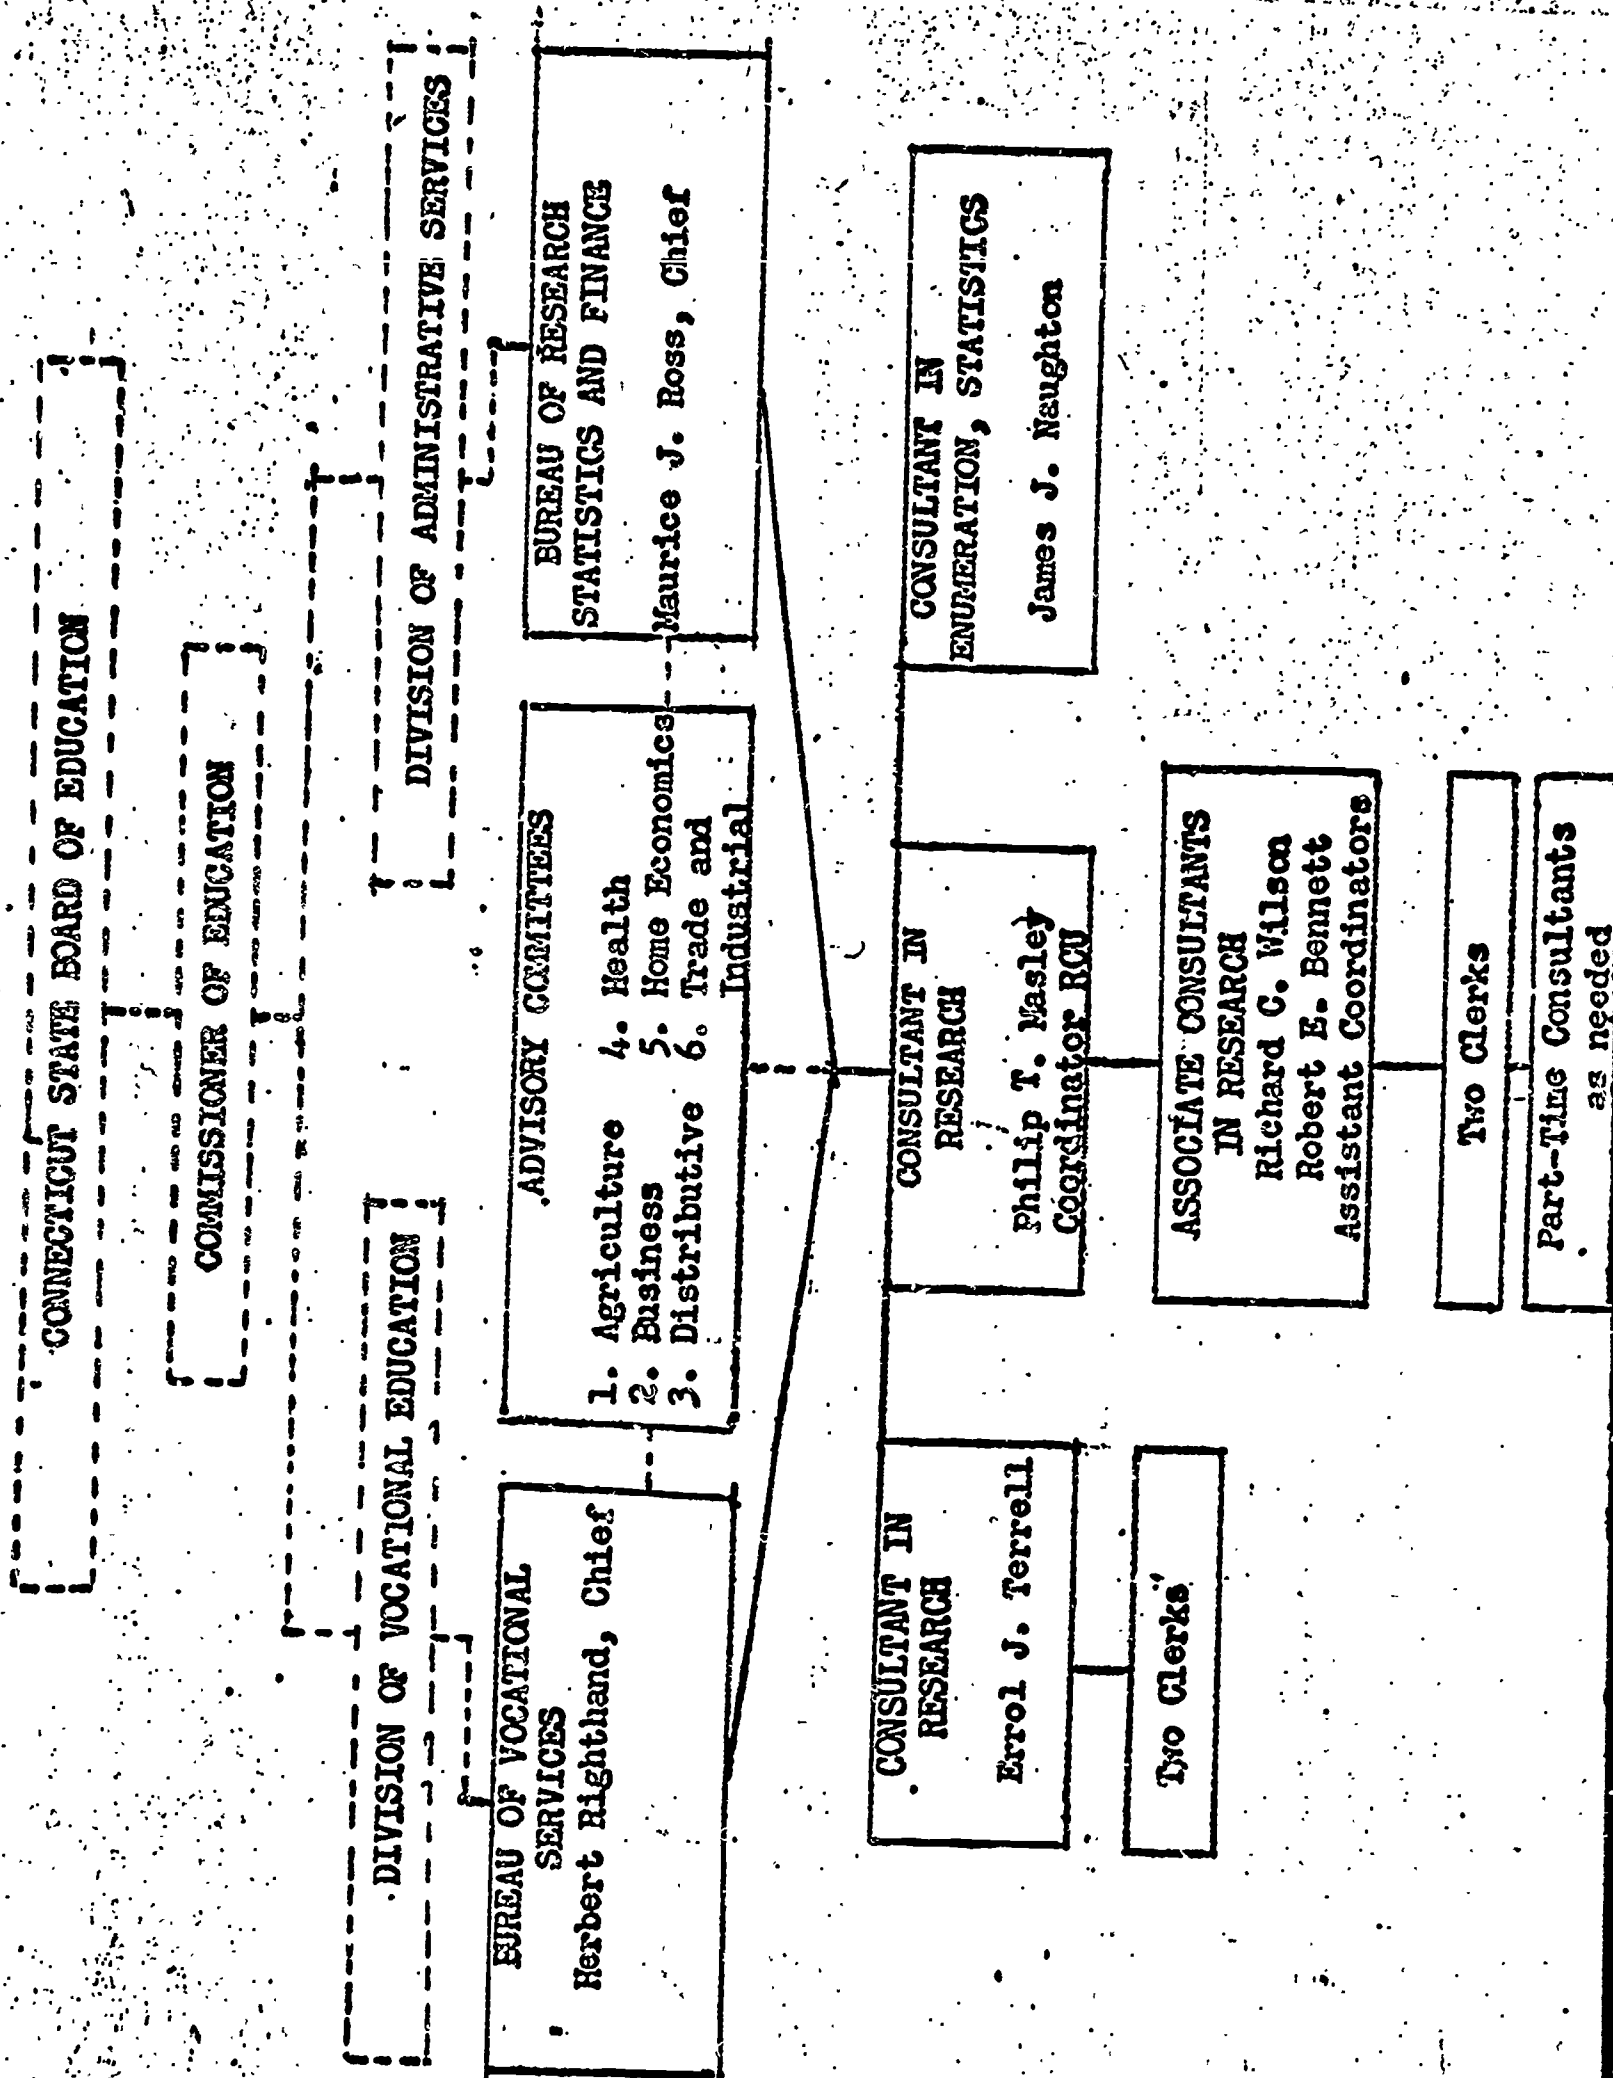 CONNECTICUT STATE BOARD OF EDUCATION
COMMISSIONER OF EDUCATION
DIVISION OF VOCATIONAL EDUCATION
DIVISION OF ADMINISTRATIVE SERVICES
BUREAU OF VOCATIONAL
SERVICES
Herbert Righthand, Chief
ADVISORY COMMITTEES
1. Agriculture 4. Health
2. Business 5. Home Economics
3. Distributive 6. Trade and
Industrial
BUREAU OF RESEARCH
STATISTICS AND FINANCE
Maurice J. Ross, Chief
CONSULTANT IN
RESEARCH
Errol J. Terrell
Two Clerks
CONSULTANT IN
RESEARCH
Philip T. Masley
Coordinator RCU
CONSULTANT IN
ENUMERATION, STATISTICS
James J. Naughton
ASSOCIATE CONSULTANTS
IN RESEARCH
Richard C. Wilson
Robert E. Bennett
Assistant Coordinators
Two Clerks
Part-Time Consultants
as needed